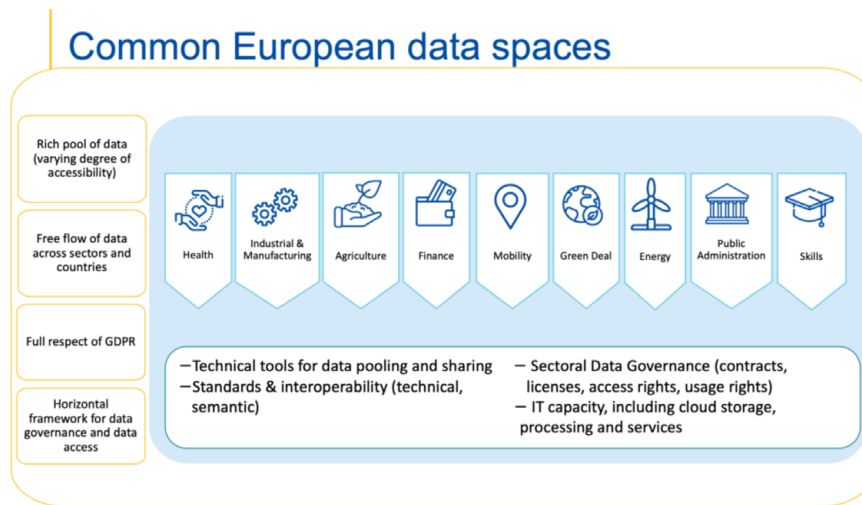 Common European data spaces
Rich pool of data
(varying degree of
accessibility)
Free flow of data
across sectors and
countries
Full respect of GDPR
Horizontal
framework for data
governance and data
access
Health
Industrial &
Manufacturing
Agriculture
Finance
Mobility
Green Deal
Energy
Public
Administration
Skills
–Technical tools for data pooling and sharing
–Standards & interoperability (technical,
semantic)
– Sectoral Data Governance (contracts,
licenses, access rights, usage rights)
– IT capacity, including cloud storage,
processing and services